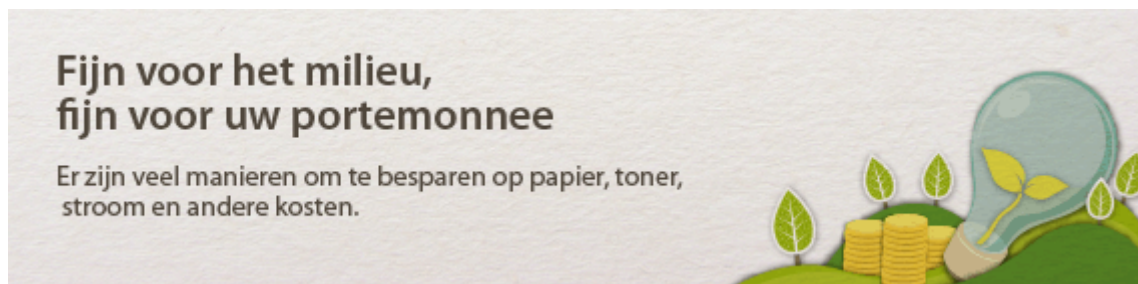 Fijn voor het milieu,
fijn voor uw portemonnee
Er zijn veel manieren om te besparen op papier, toner,
stroom en andere kosten.